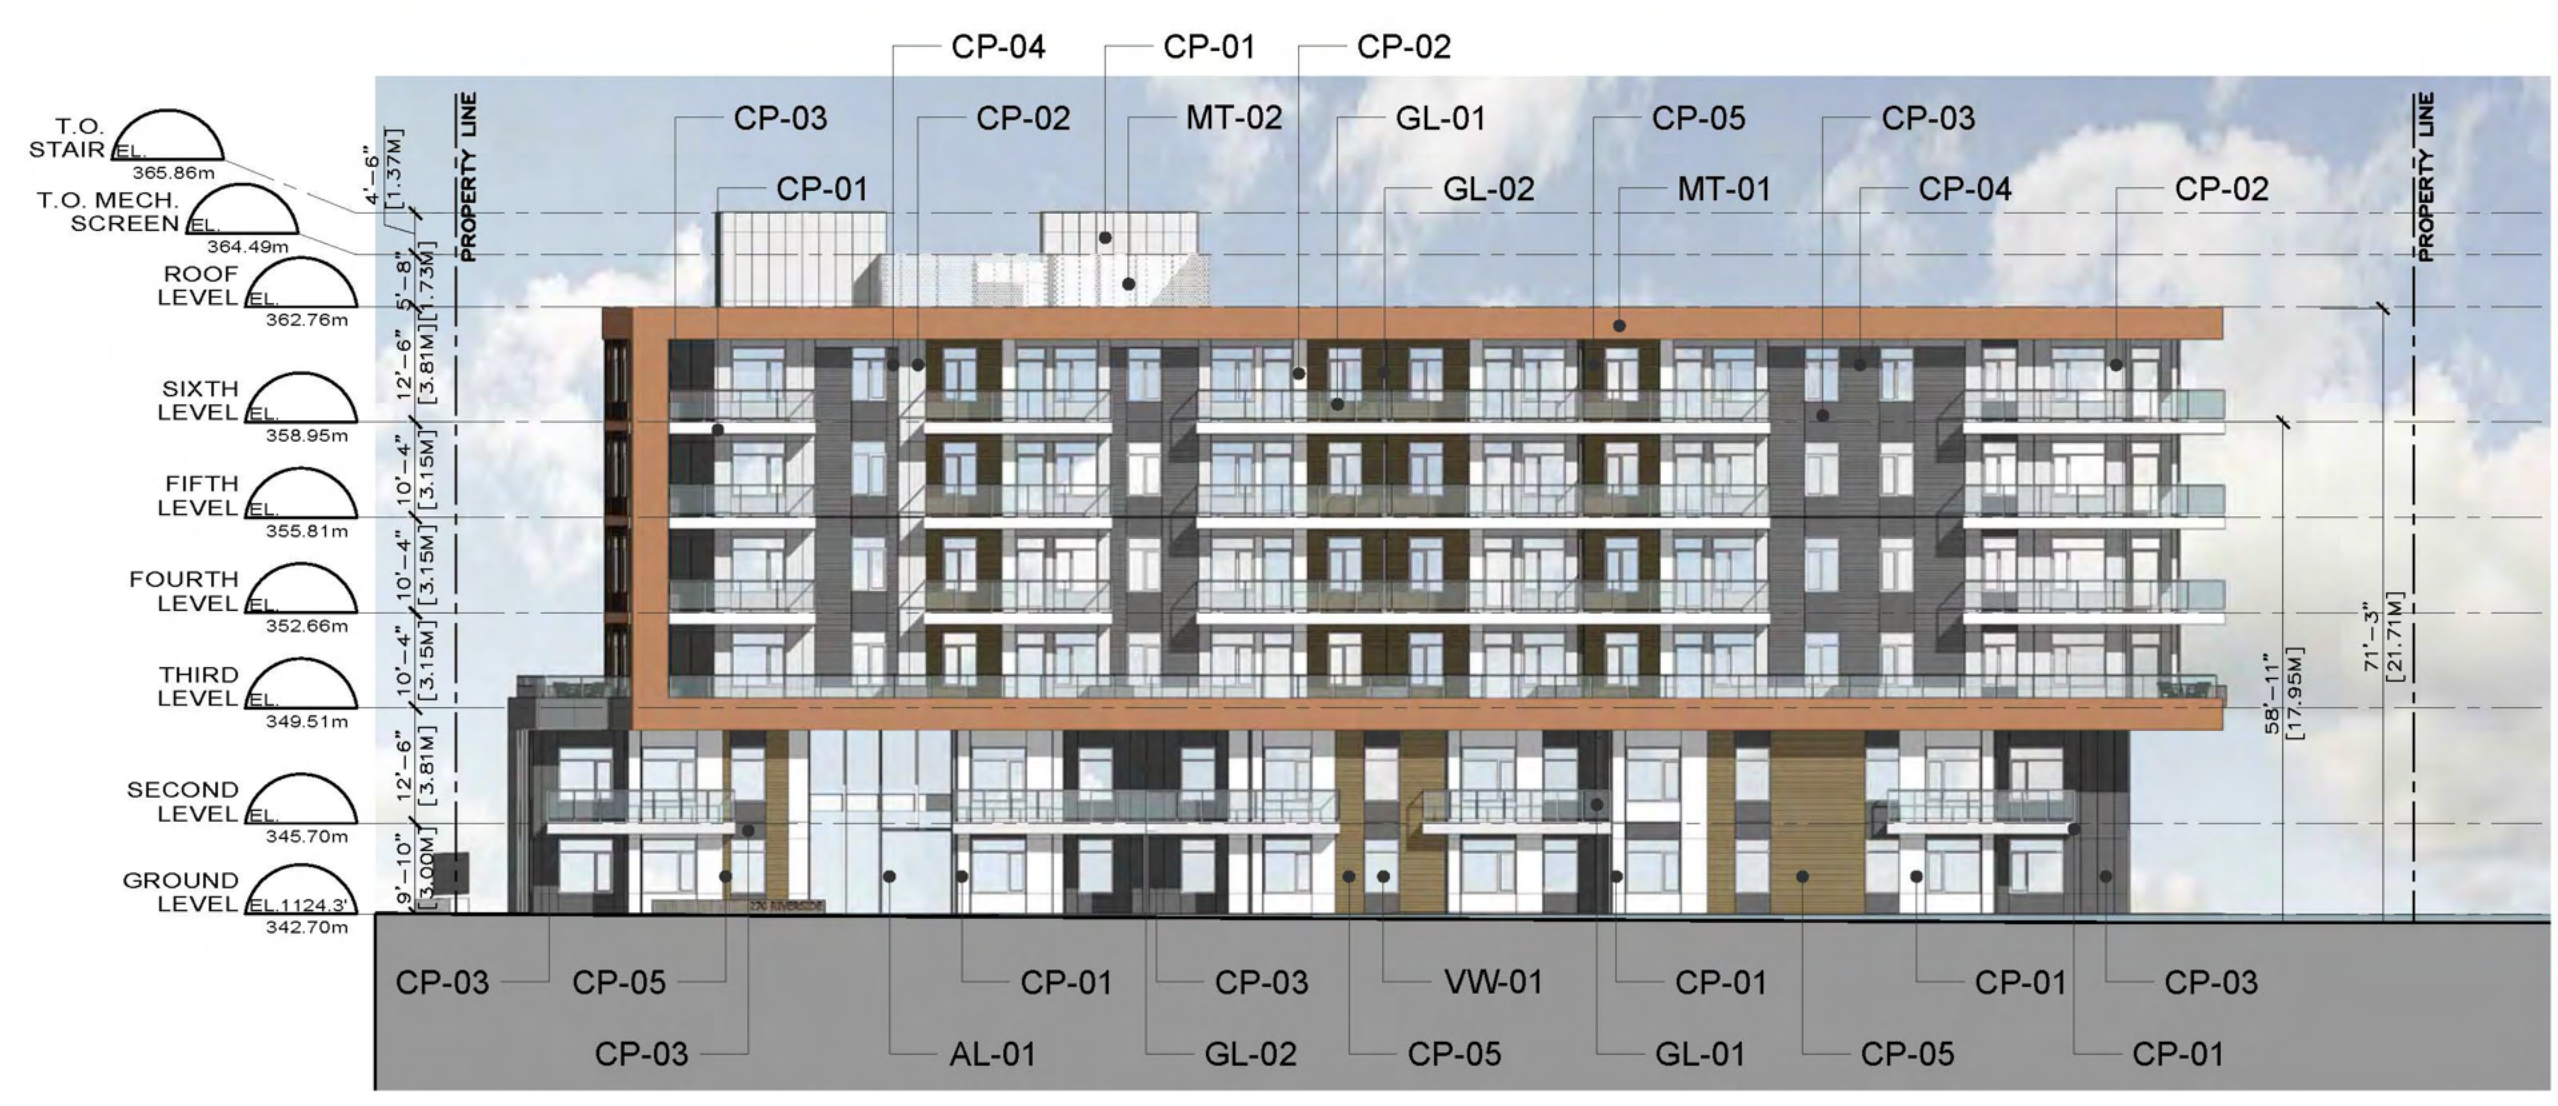 CP-04
CP-01
CP-02
CP-03
CP-02
MT-02
GL-01
CP-05
CP-03
CP-01
GL-02
MT-01
CP-04
CP-02
PROPERTY LINE
PROPERTY LINE
T.O.
STAIR
EL.
365.86m
T.O. MECH.
SCREEN
EL.
364.49m
ROOF
LEVEL
EL.
362.76m
SIXTH
LEVEL
EL.
358.95m
FIFTH
LEVEL
EL.
355.81m
FOURTH
LEVEL
EL.
352.66m
THIRD
LEVEL
EL.
349.51m
SECOND
LEVEL
EL.
345.70m
GROUND
LEVEL
EL.1124.3'
342.70m
4'-6"
[1.37M]
5'-8"
[1.73M]
12'-6"
[3.81M]
10'-4"
[3.15M]
10'-4"
[3.15M]
10'-4"
[3.15M]
12'-6"
[3.81M]
9'-10"
[3.00M]
58'-11"
[17.95M]
71'-3"
[21.71M]
270 RIVERSIDE
CP-03
CP-05
CP-01
CP-03
VW-01
CP-01
CP-01
CP-03
CP-03
AL-01
GL-02
CP-05
GL-01
CP-05
CP-01